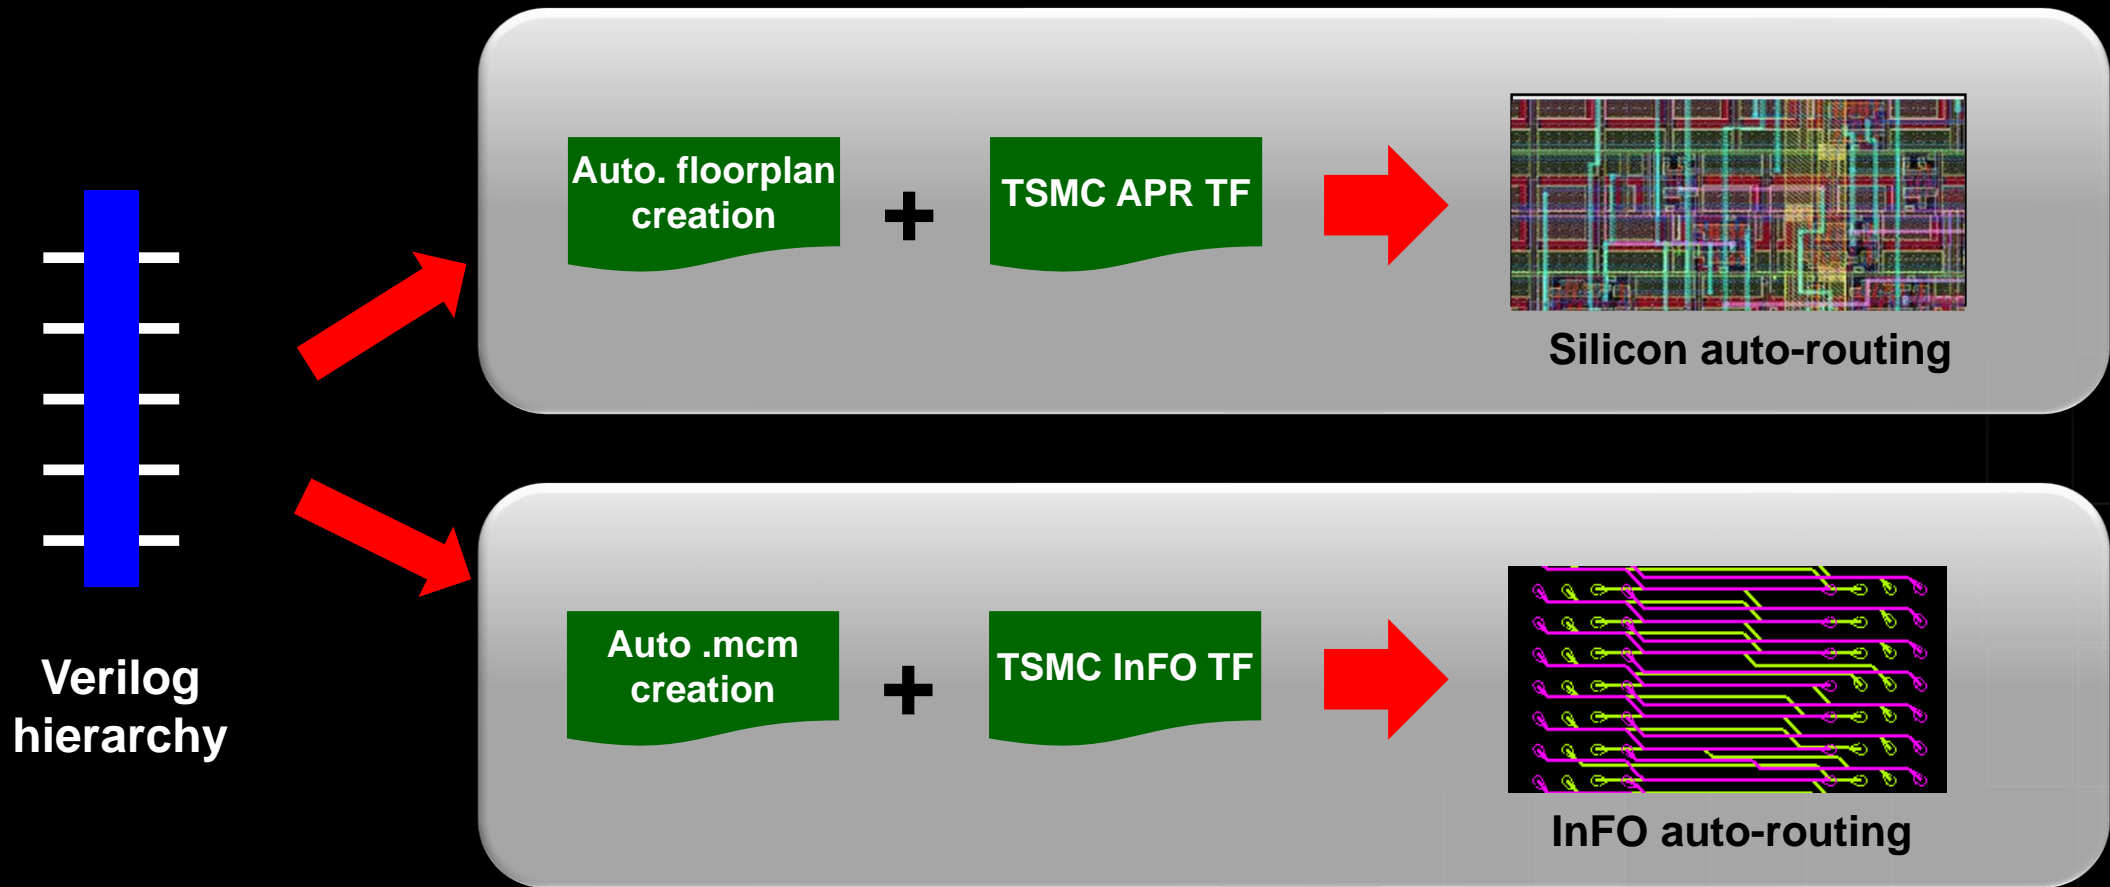 Verilog
hierarchy
Auto. floorplan
creation
+
TSMC APR TF
Silicon auto-routing
Auto .mcm
creation
+
TSMC InFO TF
InFO auto-routing